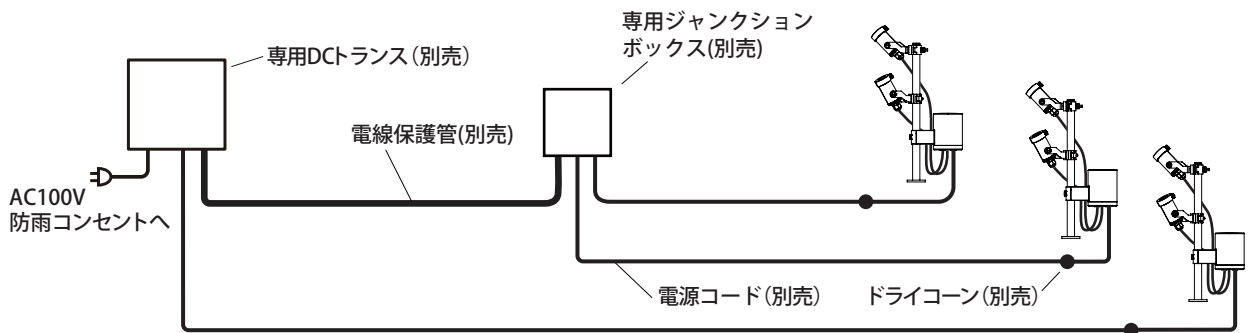 専用ジャンクション
ボックス(別売)
専用DCトランス（別売）
電線保護管(別売)
AC100V
防雨コンセントへ
電源コード（別売）
ドライコーン（別売）